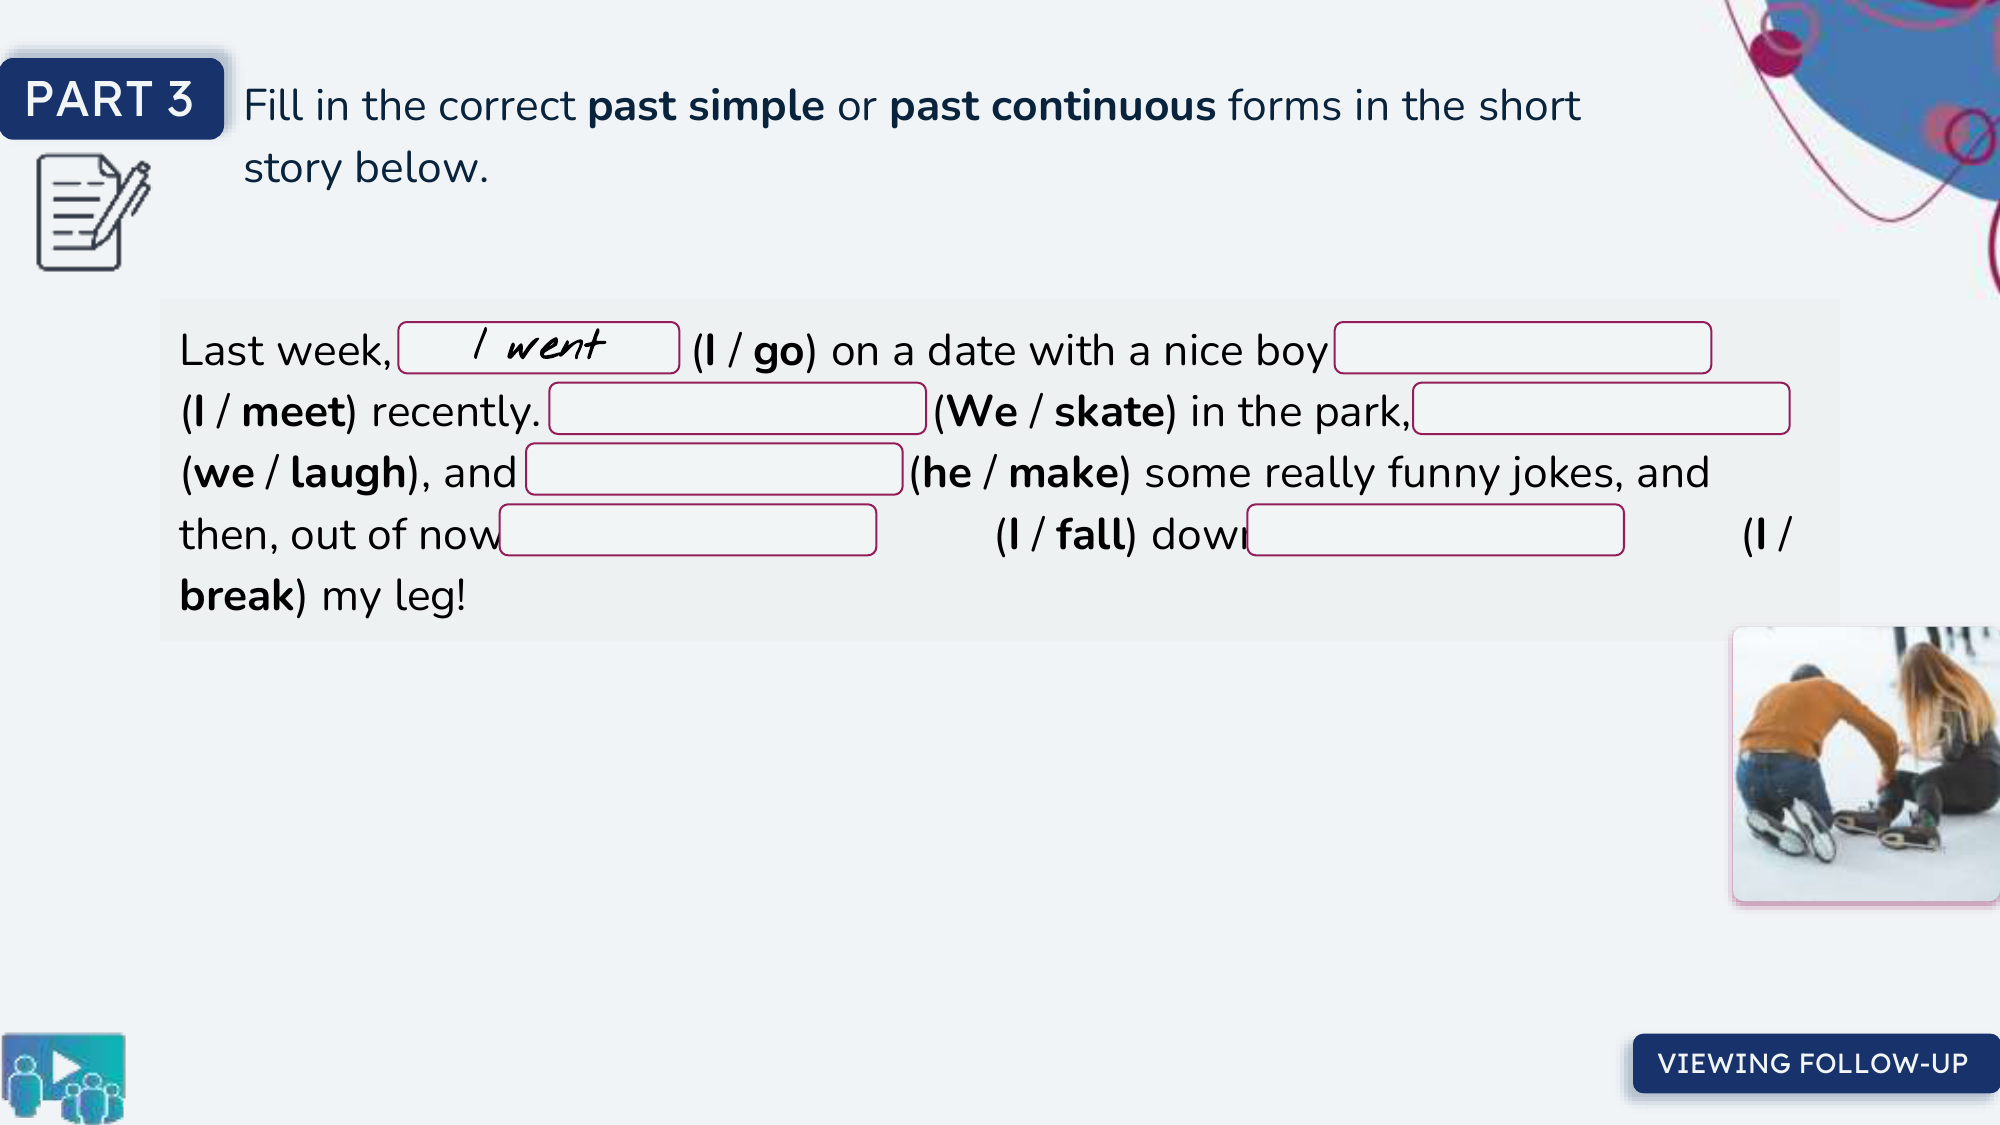 PART 3
Fill in the correct past simple or past continuous forms in the short
story below.
Last week, I went (I / go) on a date with a nice boy
(I / meet) recently. (We / skate) in the park,
(we / laugh), and (he / make) some really funny jokes, and
then, out of now (I / fall) down (I /
break) my leg!
VIEWING FOLLOW-UP